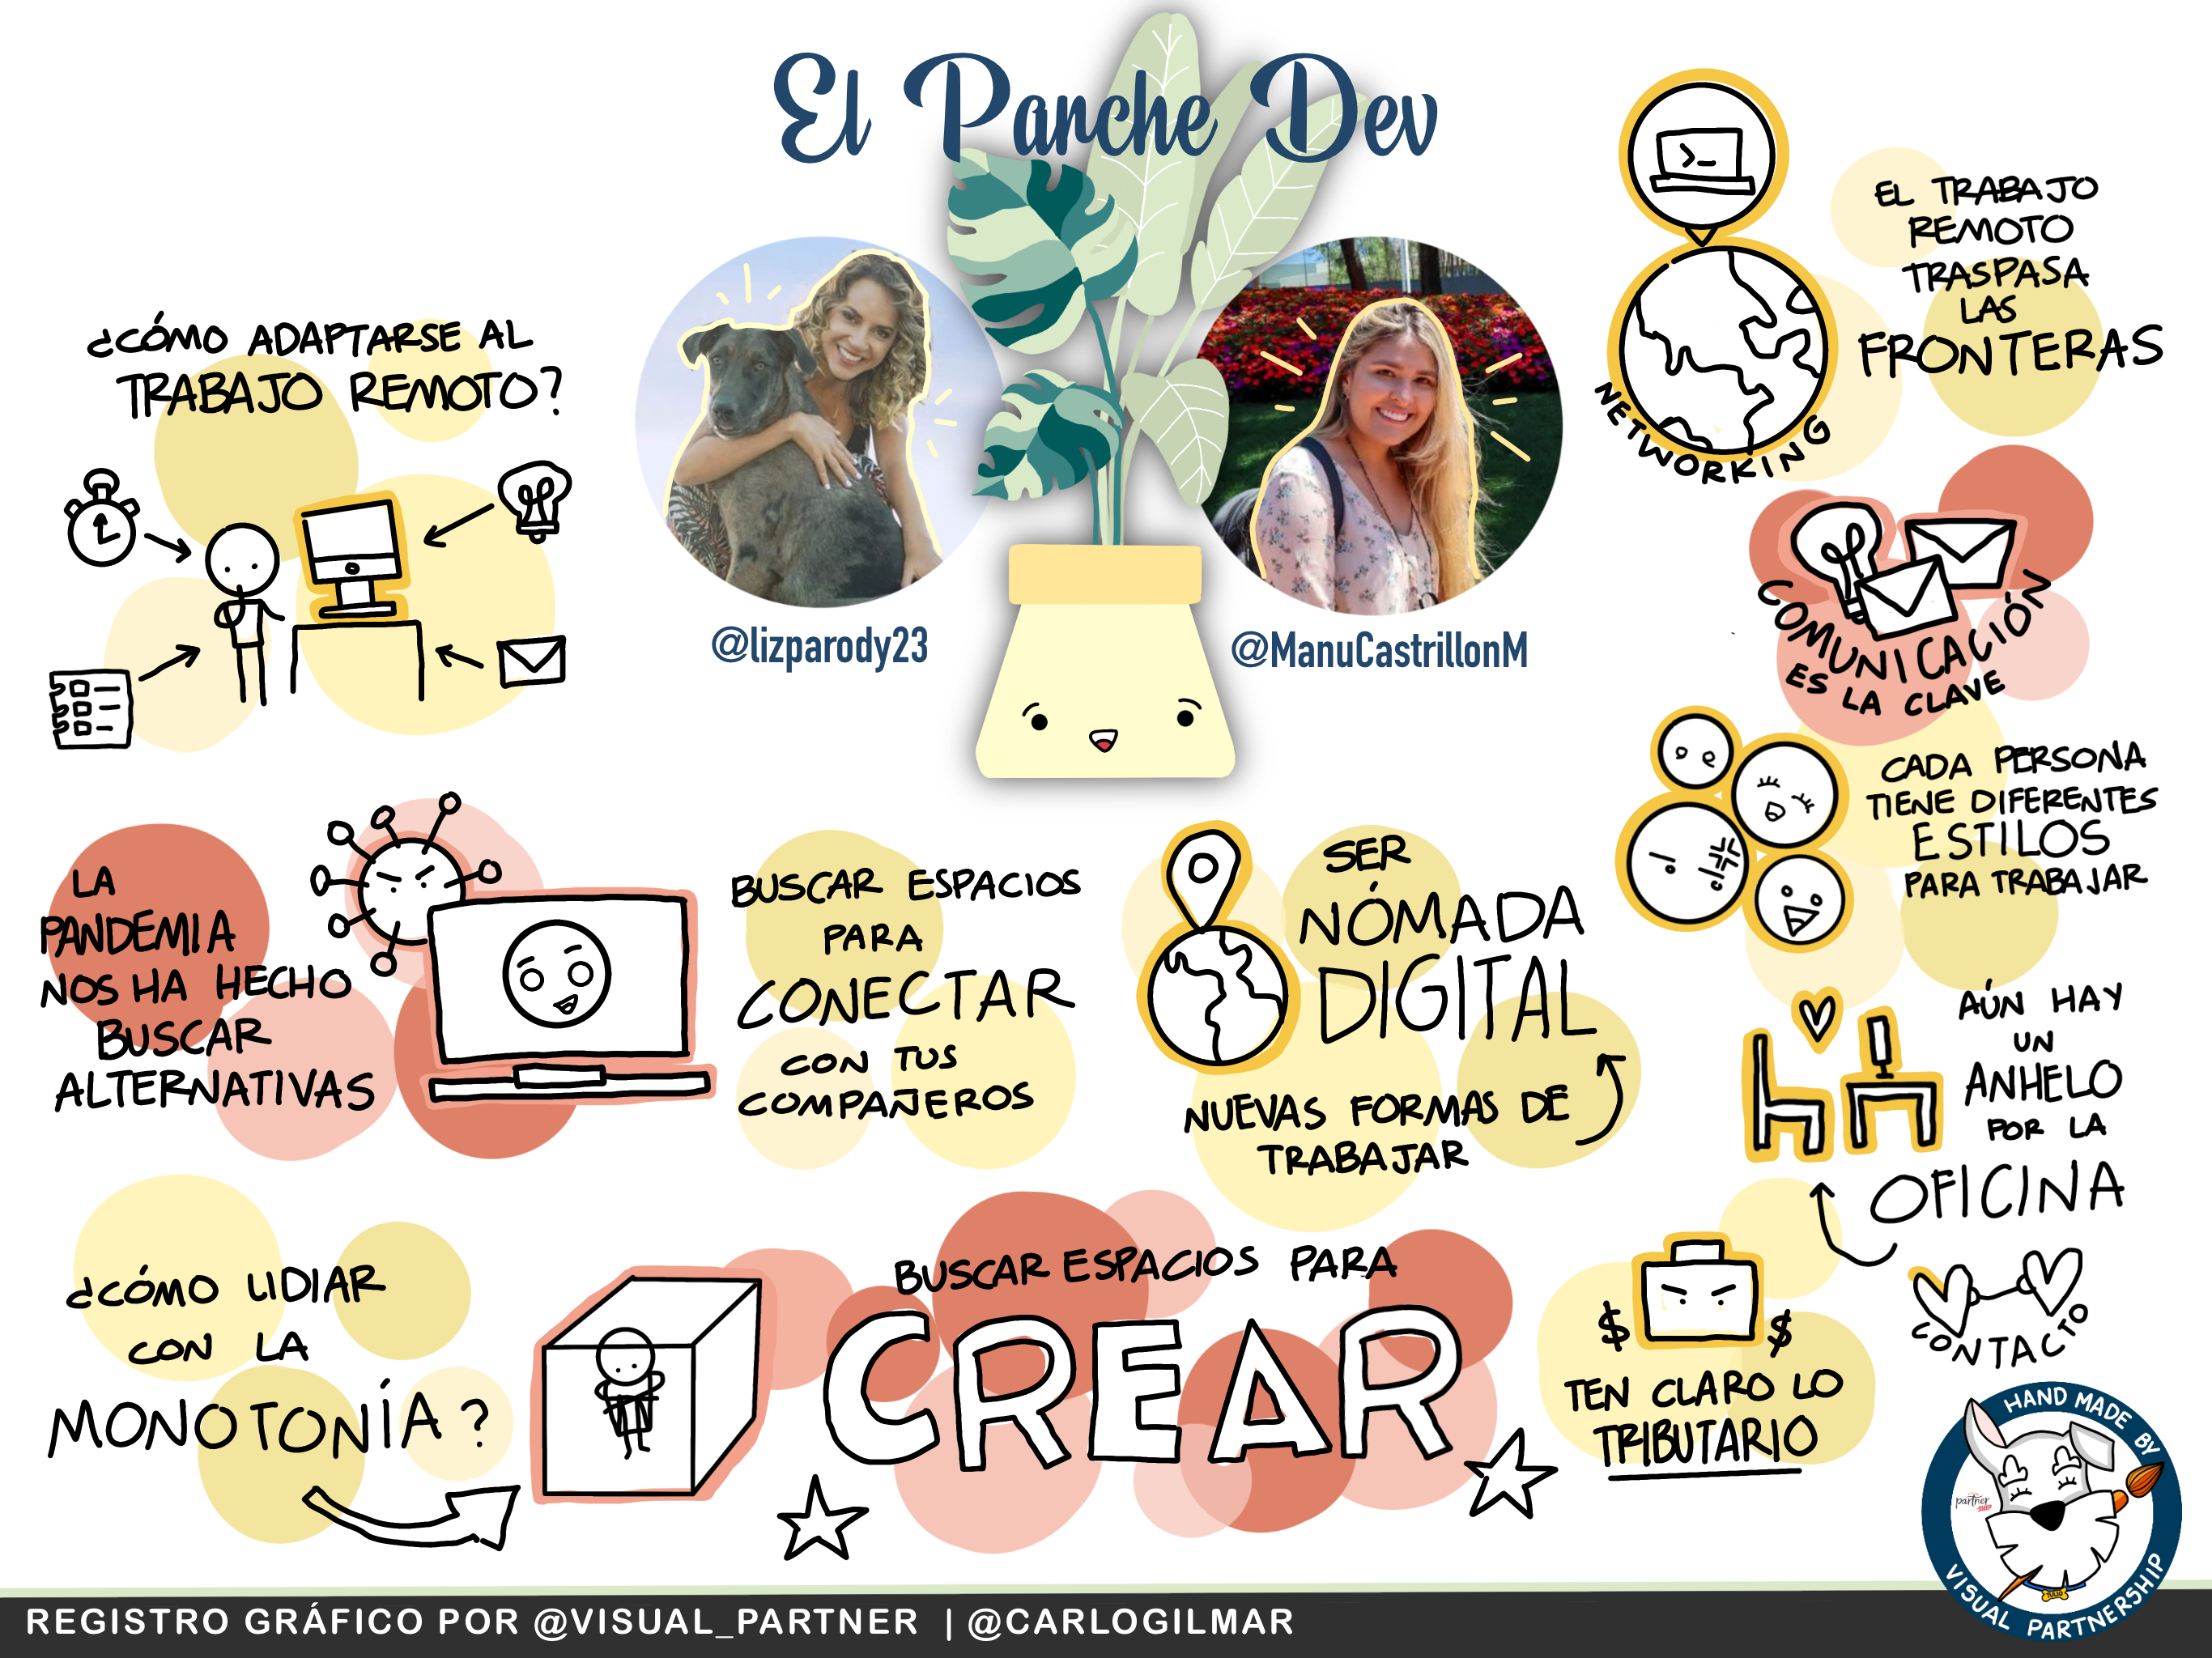 El Parche Dev
@lizparody23
@ManuCastrillonM
¿CÓMO ADAPTARSE AL
TRABAJO REMOTO?
EL TRABAJO
REMOTO
TRASPASA
LAS
FRONTERAS
NETWORKING
COMUNICACIÓN
ES LA CLAVE
CADA PERSONA
TIENE DIFERENTES
ESTILOS
PARA TRABAJAR
LA
PANDEMIA
NOS HA HECHO
BUSCAR
ALTERNATIVAS
BUSCAR ESPACIOS
PARA
CONECTAR
CON TUS
COMPAÑEROS
SER
NÓMADA
DIGITAL
NUEVAS FORMAS DE
TRABAJAR
AÚN HAY
UN
ANHELO
POR LA
OFICINA
CONTACTO
¿CÓMO LIDIAR
CON LA
MONOTONÍA?
BUSCAR ESPACIOS PARA
CREAR
$ $
TEN CLARO LO
TRIBUTARIO
HAND MADE BY
partner
VISUAL PARTNERSHIP
REGISTRO GRÁFICO POR @VISUAL_PARTNER | @CARLOGILMAR